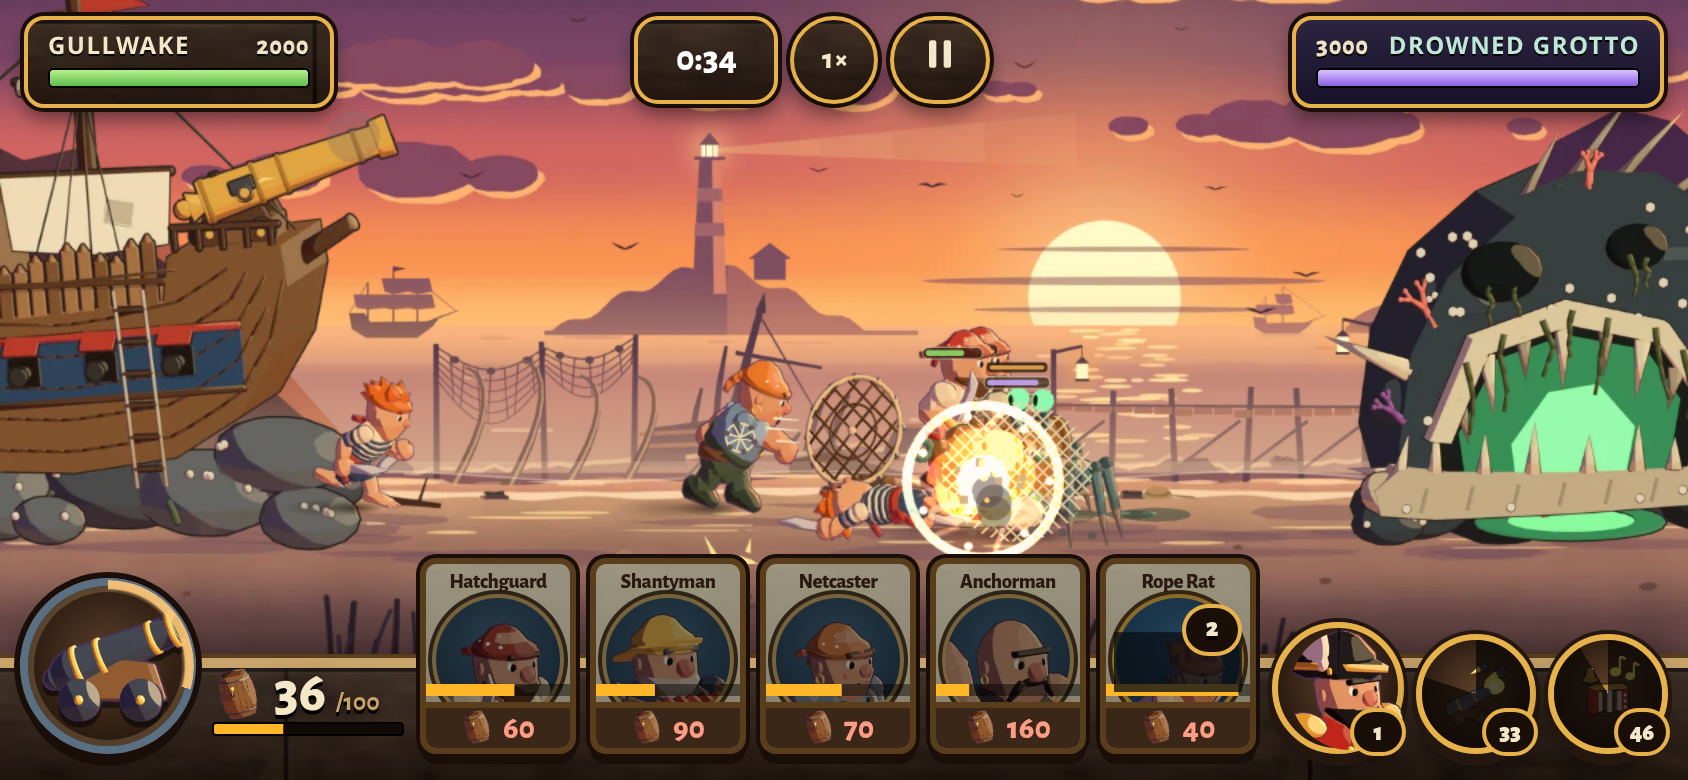 GULLWAKE 2000
0:34
1×
3000 DROWNED GROTTO
Hatchguard
Shantyman
Netcaster
Anchorman
Rope Rat
2
36 /100
60
90
70
160
40
1
33
46